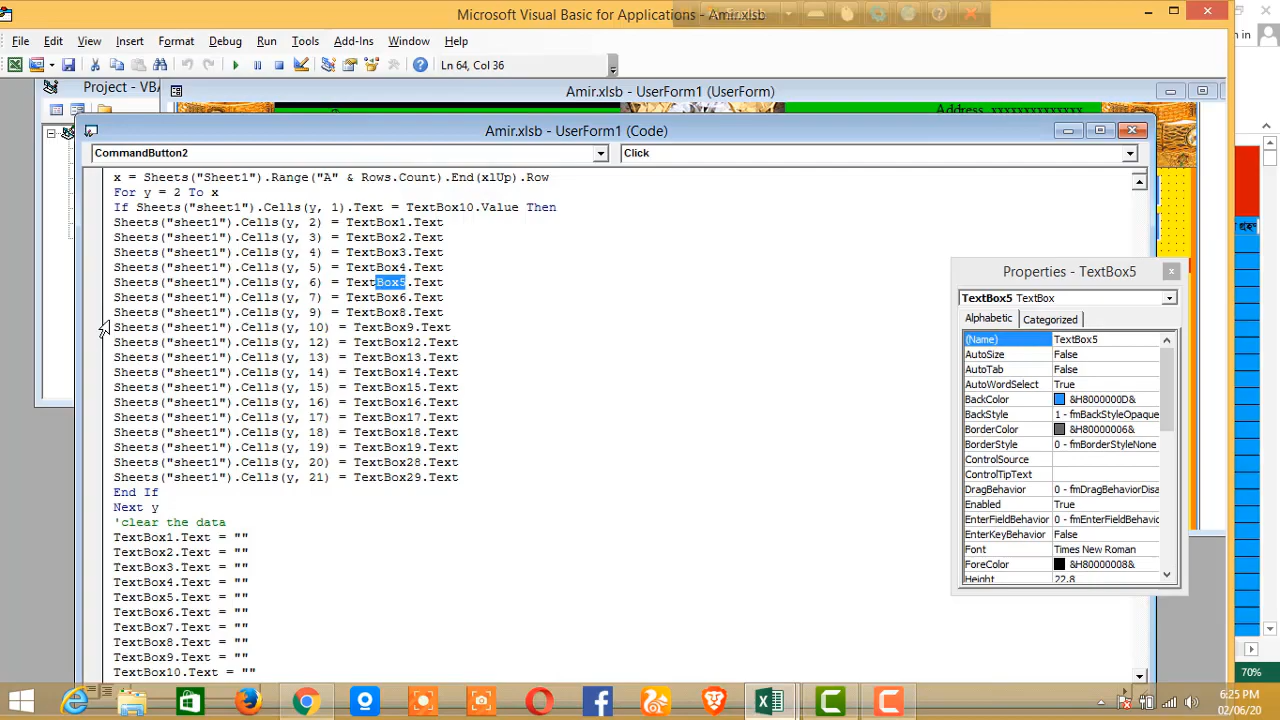 Microsoft Visual Basic for Applications - Amir.xlsb
File Edit View Insert Format Debug Run Tools Add-Ins Window Help
Ln 64, Col 36
Project - VBA
Amir.xlsb - UserForm1 (UserForm)
Address xxxxxxxxxxxxxx
Amir.xlsb - UserForm1 (Code)
CommandButton2 Click
x = Sheets("Sheet1").Range("A" & Rows.Count).End(xlUp).Row
For y = 2 To x
If Sheets("sheet1").Cells(y, 1).Text = TextBox10.Value Then
Sheets("sheet1").Cells(y, 2) = TextBox1.Text
Sheets("sheet1").Cells(y, 3) = TextBox2.Text
Sheets("sheet1").Cells(y, 4) = TextBox3.Text
Sheets("sheet1").Cells(y, 5) = TextBox4.Text
Sheets("sheet1").Cells(y, 6) = TextBox5.Text
Sheets("sheet1").Cells(y, 7) = TextBox6.Text
Sheets("sheet1").Cells(y, 9) = TextBox8.Text
Sheets("sheet1").Cells(y, 10) = TextBox9.Text
Sheets("sheet1").Cells(y, 12) = TextBox12.Text
Sheets("sheet1").Cells(y, 13) = TextBox13.Text
Sheets("sheet1").Cells(y, 14) = TextBox14.Text
Sheets("sheet1").Cells(y, 15) = TextBox15.Text
Sheets("sheet1").Cells(y, 16) = TextBox16.Text
Sheets("sheet1").Cells(y, 17) = TextBox17.Text
Sheets("sheet1").Cells(y, 18) = TextBox18.Text
Sheets("sheet1").Cells(y, 19) = TextBox19.Text
Sheets("sheet1").Cells(y, 20) = TextBox28.Text
Sheets("sheet1").Cells(y, 21) = TextBox29.Text
End If
Next y
'clear the data
TextBox1.Text = ""
TextBox2.Text = ""
TextBox3.Text = ""
TextBox4.Text = ""
TextBox5.Text = ""
TextBox6.Text = ""
TextBox7.Text = ""
TextBox8.Text = ""
TextBox9.Text = ""
TextBox10.Text = ""
Properties - TextBox5
TextBox5 TextBox
Alphabetic Categorized
(Name) TextBox5
AutoSize False
AutoTab False
AutoWordSelect True
BackColor &H8000000D&
BackStyle 1 - fmBackStyleOpaque
BorderColor &H80000006&
BorderStyle 0 - fmBorderStyleNone
ControlSource
ControlTipText
DragBehavior 0 - fmDragBehaviorDisa
Enabled True
EnterFieldBehavior 0 - fmEnterFieldBehavio
EnterKeyBehavior False
Font Times New Roman
ForeColor &H80000008&
Height 22.8
70%
6:25 PM
02/06/20